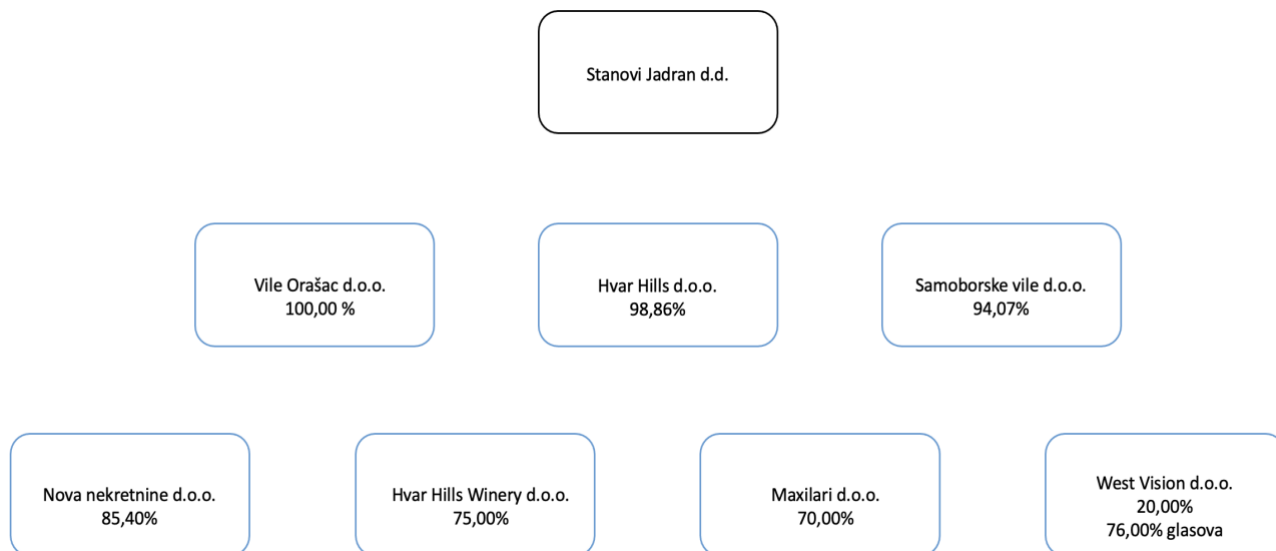 Stanovi Jadran d.d.
Vile Orašac d.o.o.
100,00 %
Hvar Hills d.o.o.
98,86%
Samoborske vile d.o.o.
94,07%
Nova nekretnine d.o.o.
85,40%
Hvar Hills Winery d.o.o.
75,00%
Maxilari d.o.o.
70,00%
West Vision d.o.o.
20,00%
76,00% glasova